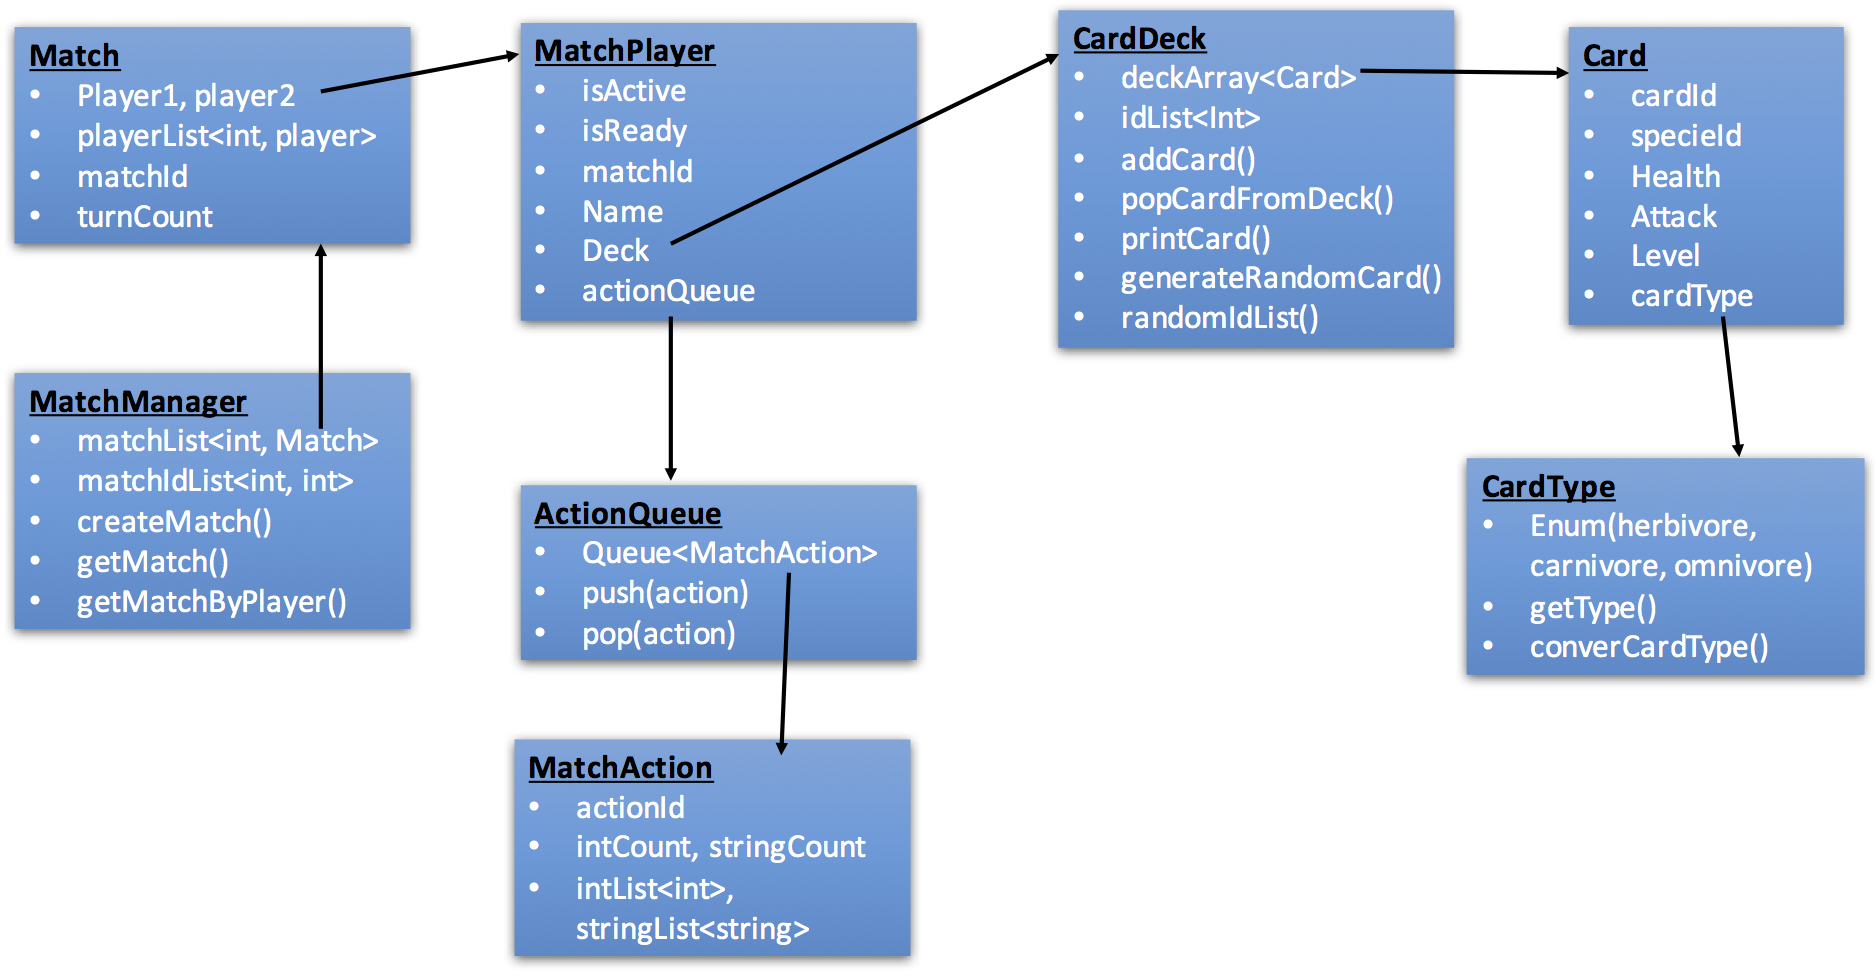 Match
• Player1, player2
• playerList<int, player>
• matchId
• turnCount
MatchManager
• matchList<int, Match>
• matchIdList<int, int>
• createMatch()
• getMatch()
• getMatchByPlayer()
MatchPlayer
• isActive
• isReady
• matchId
• Name
• Deck
• actionQueue
ActionQueue
• Queue<MatchAction>
• push(action)
• pop(action)
MatchAction
• actionId
• intCount, stringCount
• intList<int>,
stringList<string>
CardDeck
• deckArray<Card>
• idList<Int>
• addCard()
• popCardFromDeck()
• printCard()
• generateRandomCard()
• randomIdList()
Card
• cardId
• specieId
• Health
• Attack
• Level
• cardType
CardType
• Enum(herbivore,
carnivore, omnivore)
• getType()
• converCardType()